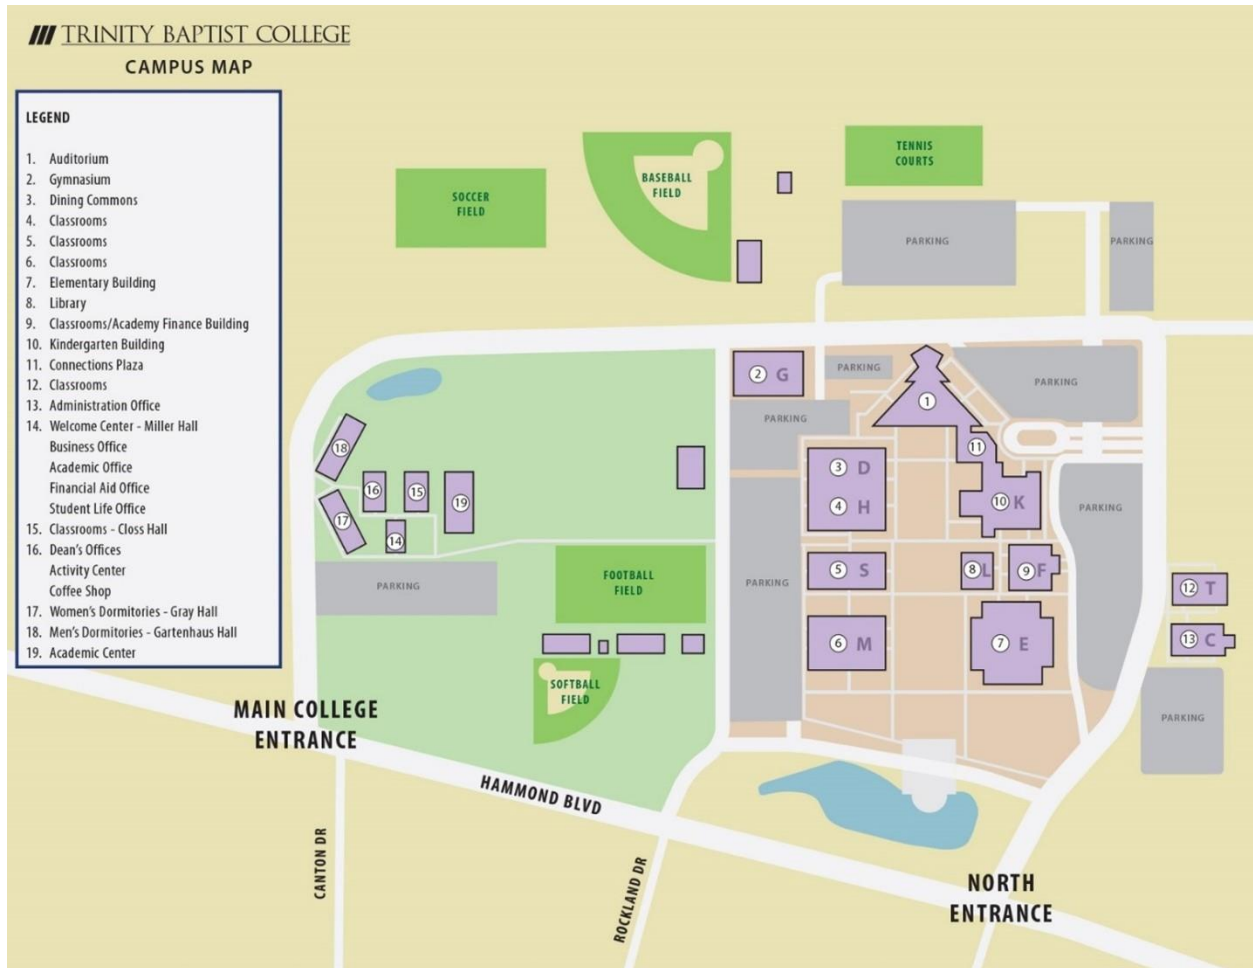 TRINITY BAPTIST COLLEGE
CAMPUS MAP
LEGEND
1. Auditorium
2. Gymnasium
3. Dining Commons
4. Classrooms
5. Classrooms
6. Classrooms
7. Elementary Building
8. Library
9. Classrooms/Academy Finance Building
10. Kindergarten Building
11. Connections Plaza
12. Classrooms
13. Administration Office
14. Welcome Center - Miller Hall
Business Office
Academic Office
Financial Aid Office
Student Life Office
15. Classrooms - Closs Hall
16. Dean's Offices
Activity Center
Coffee Shop
17. Women's Dormitories - Gray Hall
18. Men's Dormitories - Gartenhaus Hall
19. Academic Center
TENNIS
COURTS
BASEBALL
FIELD
SOCCER
FIELD
PARKING
PARKING
2 G
PARKING
PARKING
1
PARKING
18
11
3 D
16
15
19
10 K
4 H
PARKING
17
14
PARKING
FOOTBALL
FIELD
PARKING
5 S
8 L
9 F
12 T
6 M
7 E
13 C
SOFTBALL
FIELD
PARKING
MAIN COLLEGE
ENTRANCE
HAMMOND BLVD
CANTON DR
ROCKLAND DR
NORTH
ENTRANCE